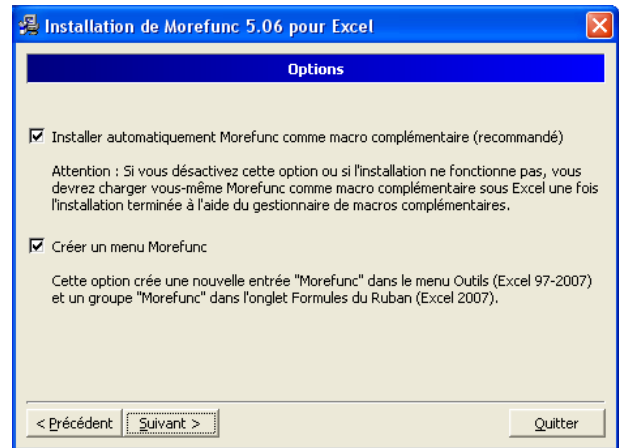 Installation de Morefunc 5.06 pour Excel
Options
Installer automatiquement Morefunc comme macro complémentaire (recommandé)
Attention : Si vous désactivez cette option ou si l'installation ne fonctionne pas, vous
devrez charger vous-même Morefunc comme macro complémentaire sous Excel une fois
l'installation terminée à l'aide du gestionnaire de macros complémentaires.
Créer un menu Morefunc
Cette option crée une nouvelle entrée "Morefunc" dans le menu Outils (Excel 97-2007)
et un groupe "Morefunc" dans l'onglet Formules du Ruban (Excel 2007).
< Précédent Suivant > Quitter